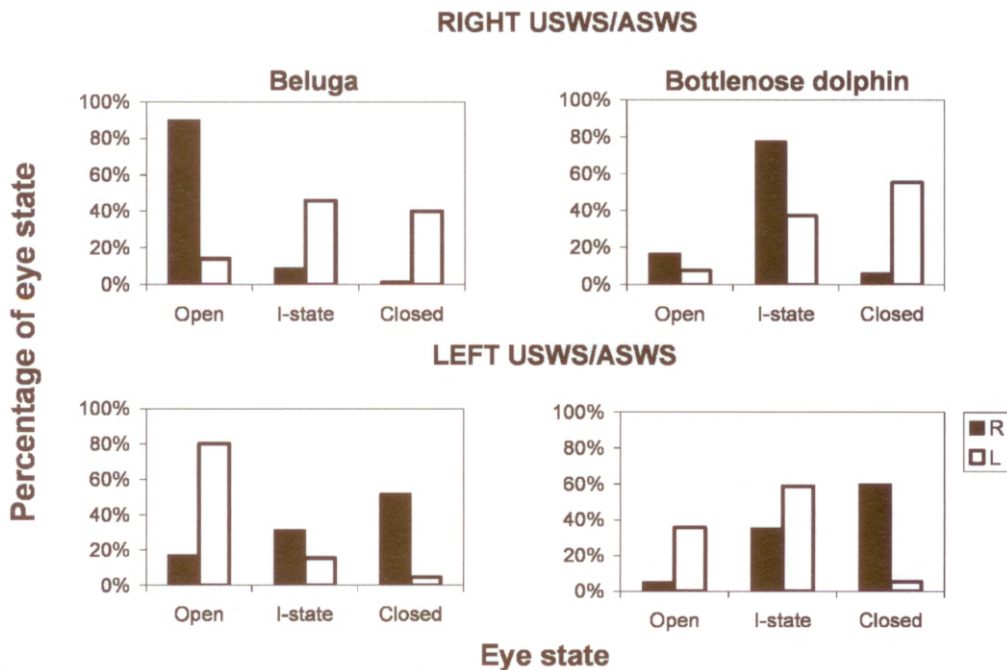 RIGHT USWS/ASWS
Beluga
Bottlenose dolphin
Percentage of eye state
100%
80%
60%
40%
20%
0%
Open I-state Closed
100%
80%
60%
40%
20%
0%
Open I-state Closed
LEFT USWS/ASWS
100%
80%
60%
40%
20%
0%
Open I-state Closed
100%
80%
60%
40%
20%
0%
Open I-state Closed
R
L
Eye state